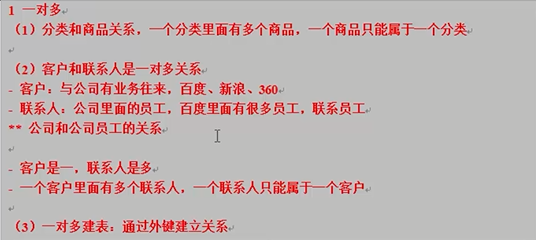 1 一对多
（1）分类和商品关系，一个分类里面有多个商品，一个商品只能属于一个分类
（2）客户和联系人是一对多关系
- 客户：与公司有业务往来，百度、新浪、360
- 联系人：公司里面的员工，百度里面有很多员工，联系员工
** 公司和公司员工的关系
- 客户是一，联系人是多
- 一个客户里面有多个联系人，一个联系人只能属于一个客户
（3）一对多建表：通过外键建立关系